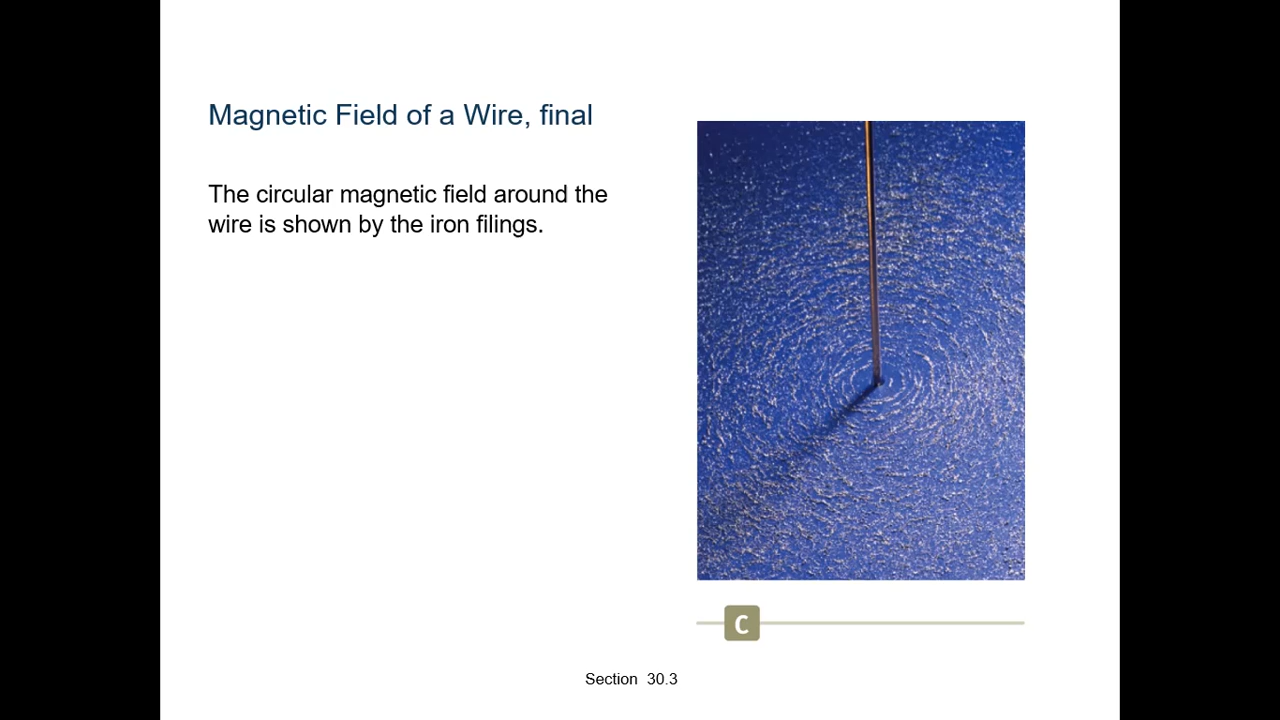 Magnetic Field of a Wire, final
The circular magnetic field around the
wire is shown by the iron filings.
C
Section 30.3